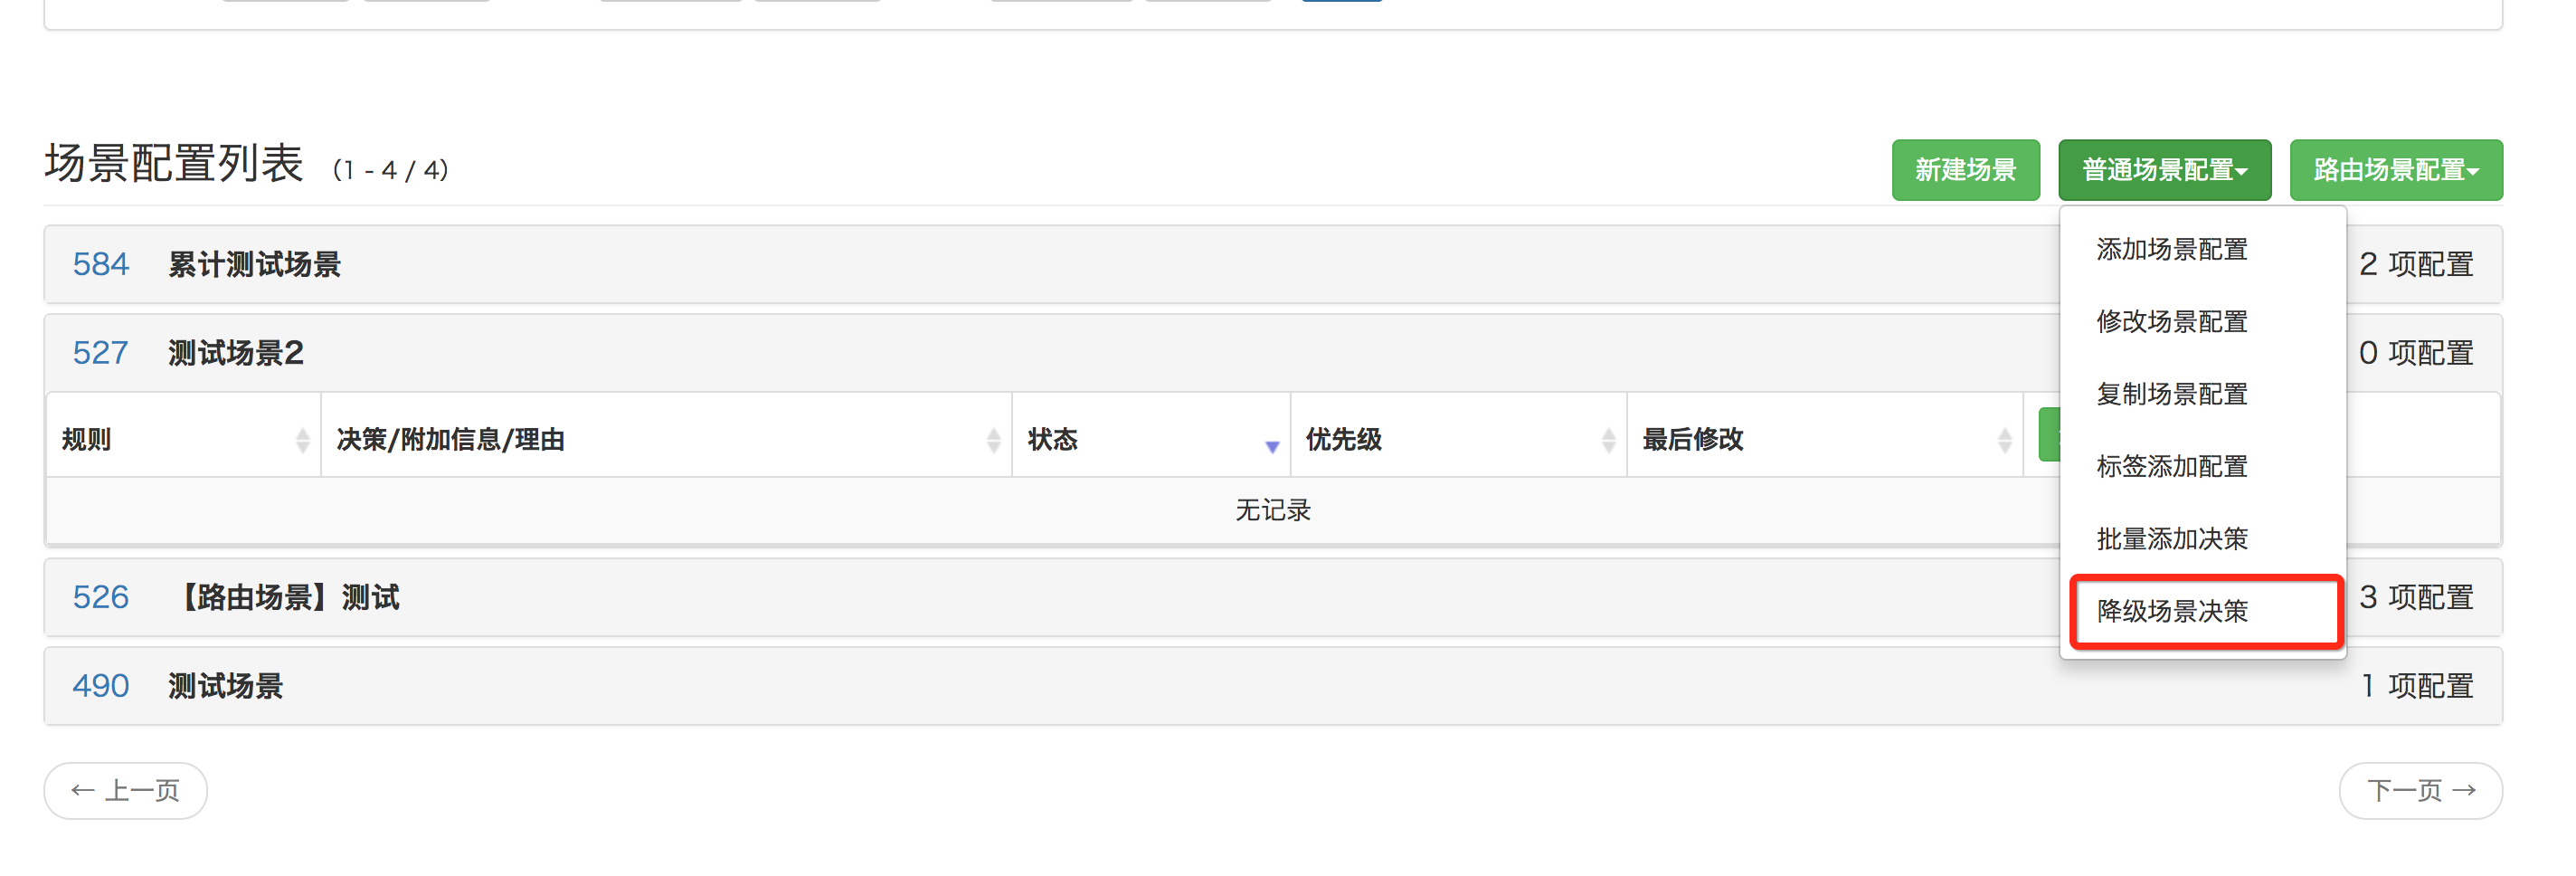 场景配置列表 (1 - 4 / 4)
新建场景 普通场景配置 路由场景配置
584 累计测试场景 2 项配置
527 测试场景2 0 项配置
规则 决策/附加信息/理由 状态 优先级 最后修改
无记录
526 【路由场景】测试 3 项配置
490 测试场景 1 项配置
添加场景配置
修改场景配置
复制场景配置
标签添加配置
批量添加决策
降级场景决策
← 上一页 下一页 →